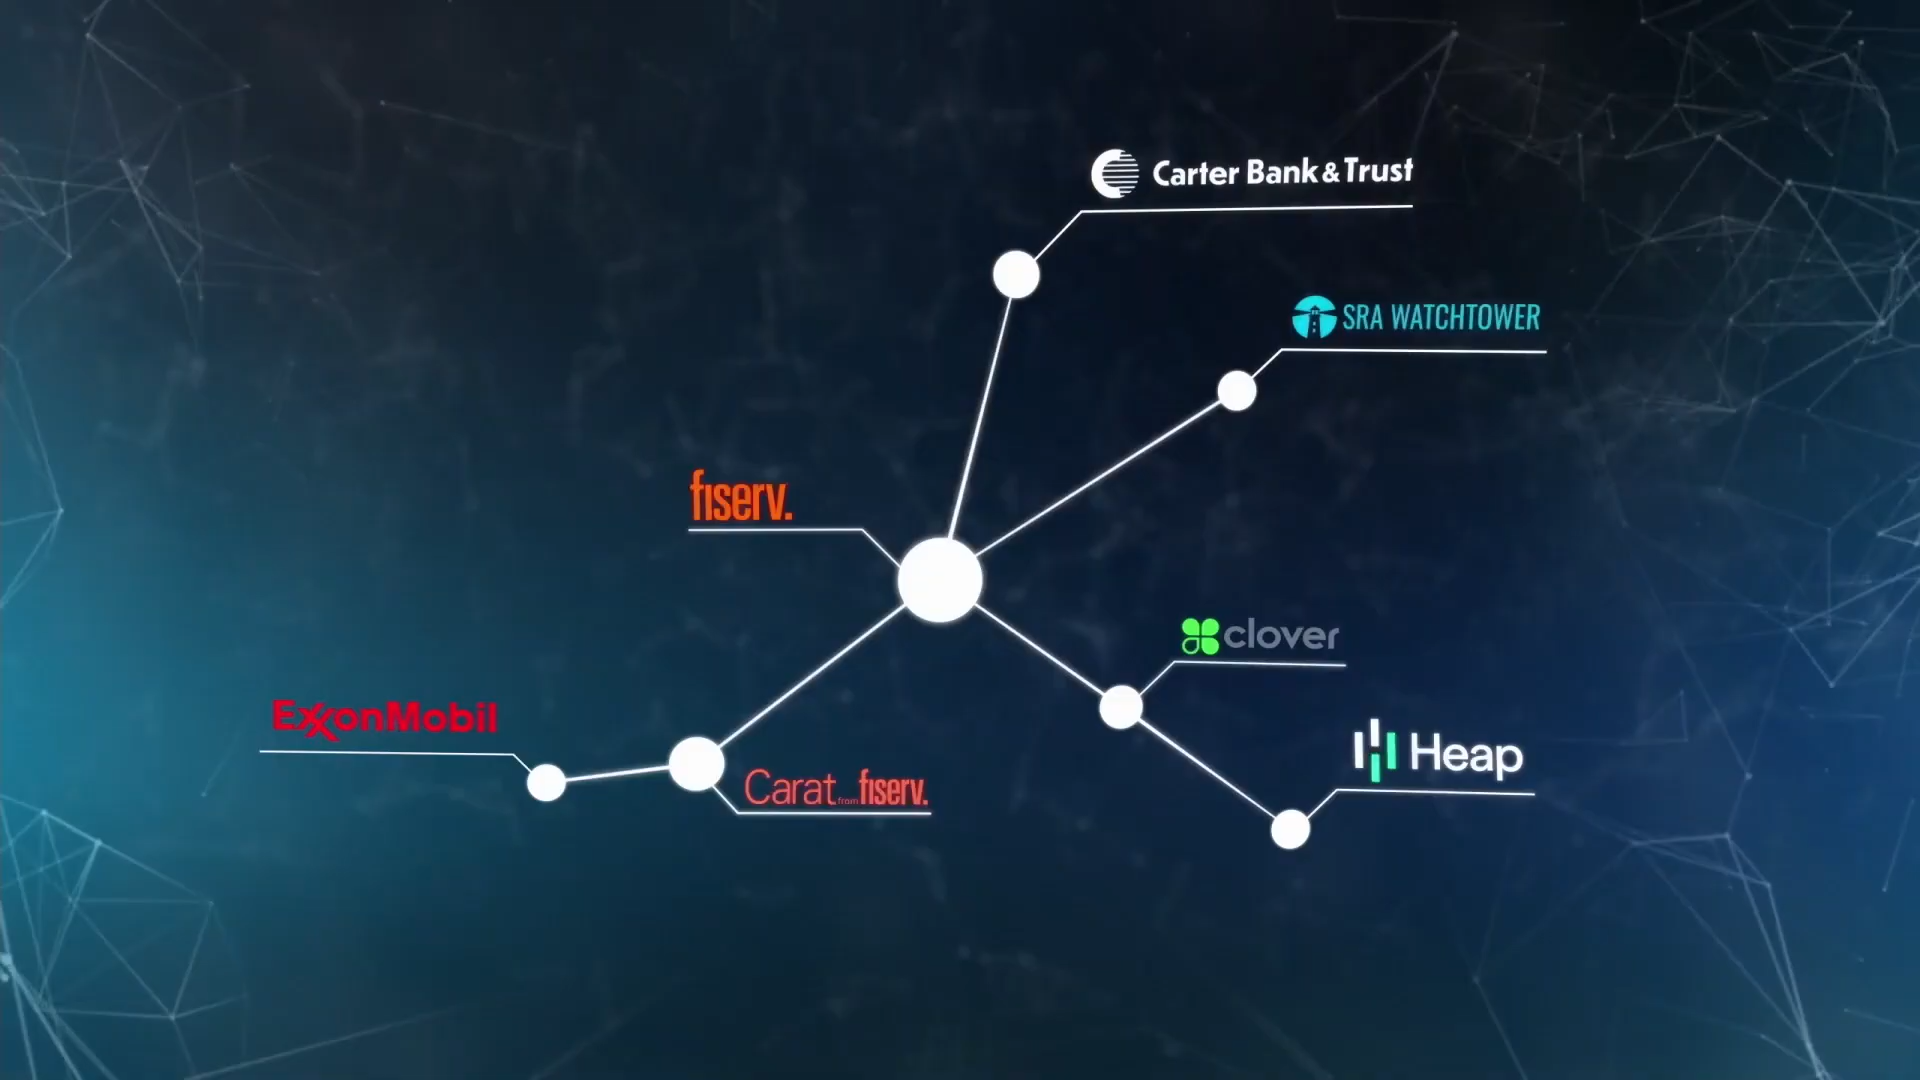 Carter Bank & Trust
SRA WATCHTOWER
fiserv.
clover
ExxonMobil
Heap
Carat from fiserv.